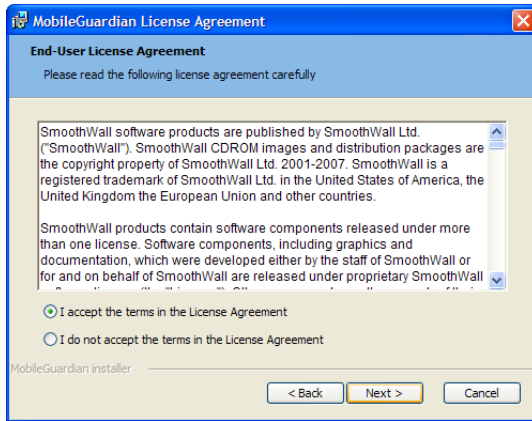 MobileGuardian License Agreement
End-User License Agreement
Please read the following license agreement carefully
SmoothWall software products are published by SmoothWall Ltd.
("SmoothWall"). SmoothWall CDROM images and distribution packages are
the copyright property of SmoothWall Ltd. 2001-2007. SmoothWall is a
registered trademark of SmoothWall Ltd. in the United States of America, the
United Kingdom the European Union and other countries.
SmoothWall products contain software components released under more
than one license. Software components, including graphics and
documentation, which were developed either by the staff of SmoothWall or
for and on behalf of SmoothWall are released under proprietary SmoothWall
I accept the terms in the License Agreement
I do not accept the terms in the License Agreement
MobileGuardian installer
< Back
Next >
Cancel